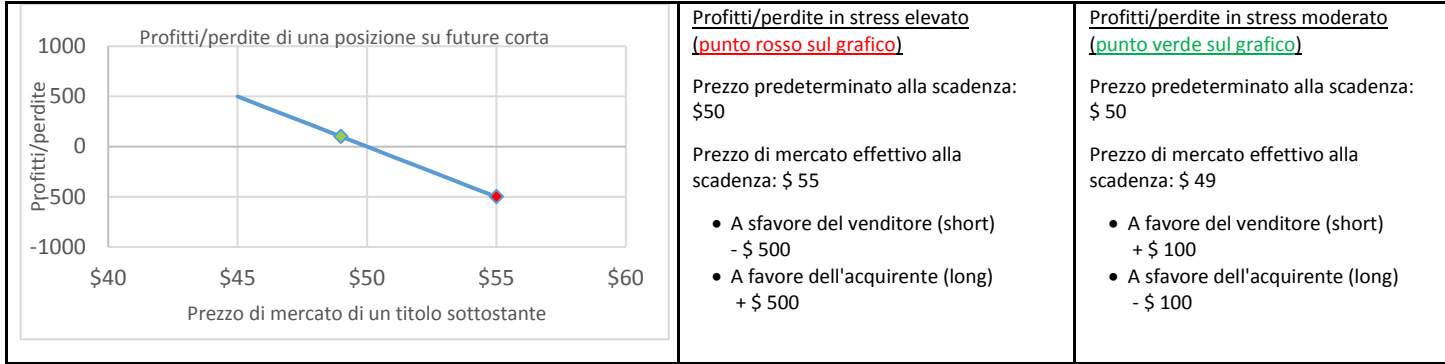 Profitti/perdite di una posizione su future corta
Profitti/perdite
1000
500
0
-500
-1000
$40
$45
$50
$55
$60
Prezzo di mercato di un titolo sottostante
Profitti/perdite in stress elevato
(punto rosso sul grafico)
Prezzo predeterminato alla scadenza:
$50
Prezzo di mercato effettivo alla
scadenza: $ 55
• A sfavore del venditore (short)
- $ 500
• A favore dell'acquirente (long)
+ $ 500
Profitti/perdite in stress moderato
(punto verde sul grafico)
Prezzo predeterminato alla scadenza:
$ 50
Prezzo di mercato effettivo alla
scadenza: $ 49
• A favore del venditore (short)
+ $ 100
• A sfavore dell'acquirente (long)
- $ 100